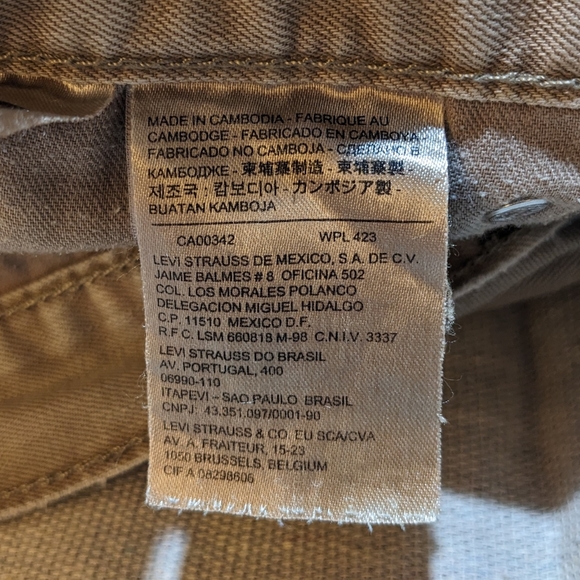 MADE IN CAMBODIA - FABRIQUE AU
CAMBODGE - FABRICADO EN CAMBOYA
FABRICADO NO CAMBOJA - СДЕЛАНО В
КАМБОДЖЕ - 柬埔寨制造 - 柬埔寨製 -
제조국 : 캄보디아 - カンボジア製 -
BUATAN KAMBOJA
CA00342 WPL 423
LEVI STRAUSS DE MEXICO, S.A. DE C.V.
JAIME BALMES # 8 OFICINA 502
COL. LOS MORALES POLANCO
DELEGACION MIGUEL HIDALGO
C.P. 11510 MEXICO D.F.
R.F.C. LSM 660818 M-98 C.N.I.V. 3337
LEVI STRAUSS DO BRASIL
AV. PORTUGAL, 400
06990-110
ITAPEVI - SAO PAULO BRASIL
CNPJ: 43.351.097/0001-90
LEVI STRAUSS & CO. EU SCA/CVA
AV. A. FRAITEUR, 15-23
1050 BRUSSELS, BELGIUM
CIF A 08298606